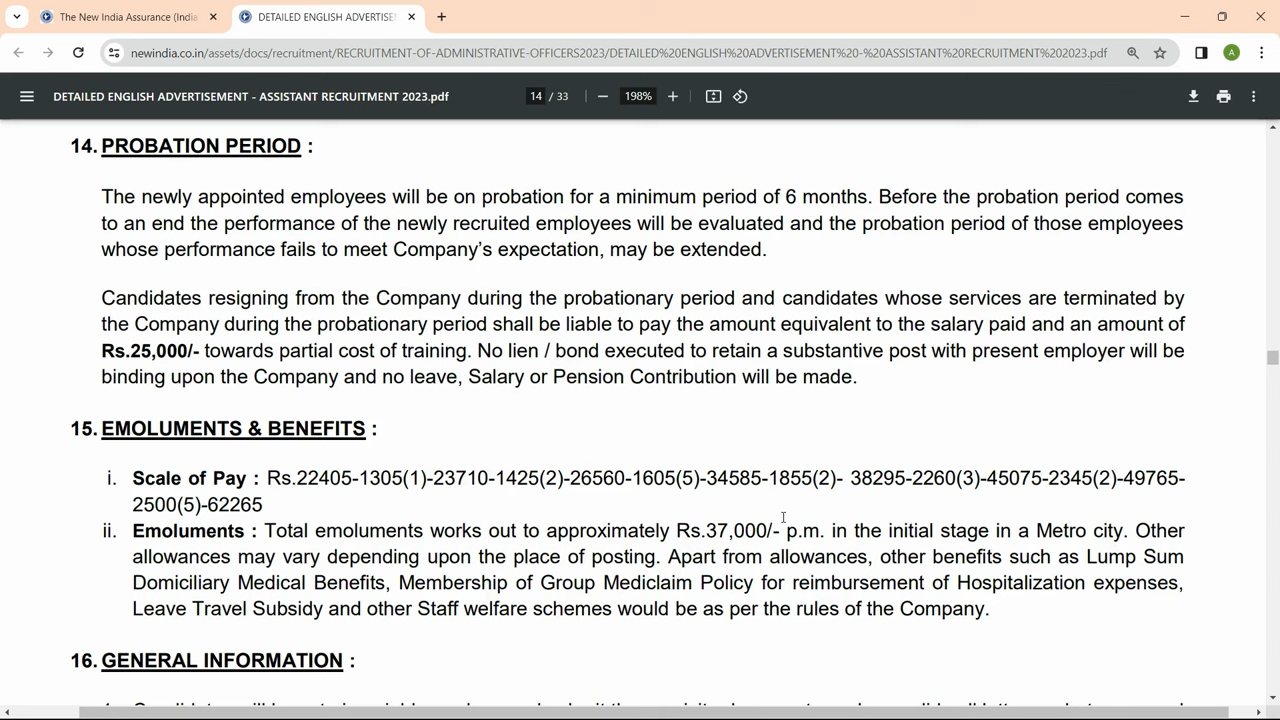 The New India Assurance (India
DETAILED ENGLISH ADVERTISE
newindia.co.in/assets/docs/recruitment/RECRUITMENT-OF-ADMINISTRATIVE-OFFICERS2023/DETAILED%20ENGLISH%20ADVERTISEMENT%20-%20ASSISTANT%20RECRUITMENT%202023.pdf
A
DETAILED ENGLISH ADVERTISEMENT - ASSISTANT RECRUITMENT 2023.pdf
14 / 33
198%
14. PROBATION PERIOD :
The newly appointed employees will be on probation for a minimum period of 6 months. Before the probation period comes
to an end the performance of the newly recruited employees will be evaluated and the probation period of those employees
whose performance fails to meet Company's expectation, may be extended.
Candidates resigning from the Company during the probationary period and candidates whose services are terminated by
the Company during the probationary period shall be liable to pay the amount equivalent to the salary paid and an amount of
Rs.25,000/- towards partial cost of training. No lien / bond executed to retain a substantive post with present employer will be
binding upon the Company and no leave, Salary or Pension Contribution will be made.
15. EMOLUMENTS & BENEFITS :
i. Scale of Pay : Rs.22405-1305(1)-23710-1425(2)-26560-1605(5)-34585-1855(2)- 38295-2260(3)-45075-2345(2)-49765-
2500(5)-62265
ii. Emoluments : Total emoluments works out to approximately Rs.37,000/- p.m. in the initial stage in a Metro city. Other
allowances may vary depending upon the place of posting. Apart from allowances, other benefits such as Lump Sum
Domiciliary Medical Benefits, Membership of Group Mediclaim Policy for reimbursement of Hospitalization expenses,
Leave Travel Subsidy and other Staff welfare schemes would be as per the rules of the Company.
16. GENERAL INFORMATION :